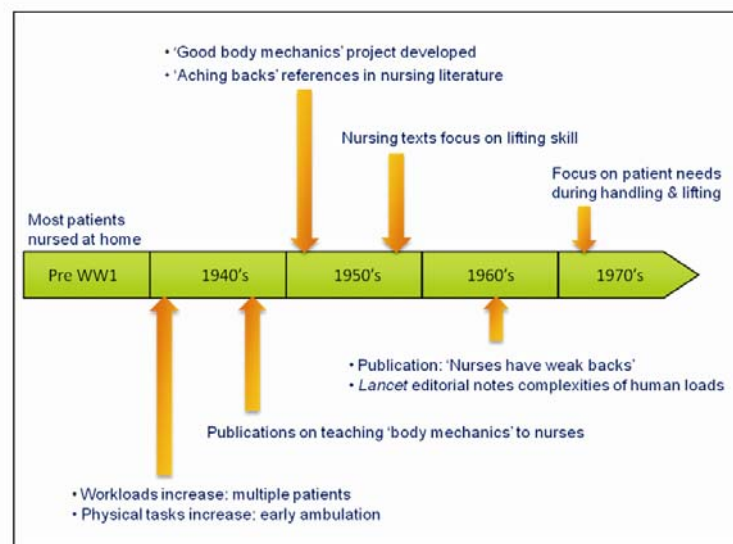 • 'Good body mechanics' project developed
• 'Aching backs' references in nursing literature
Nursing texts focus on lifting skill
Focus on patient needs
during handling & lifting
Most patients
nursed at home
Pre WW1
1940's
1950's
1960's
1970's
• Publication: 'Nurses have weak backs'
• Lancet editorial notes complexities of human loads
Publications on teaching 'body mechanics' to nurses
• Workloads increase: multiple patients
• Physical tasks increase: early ambulation